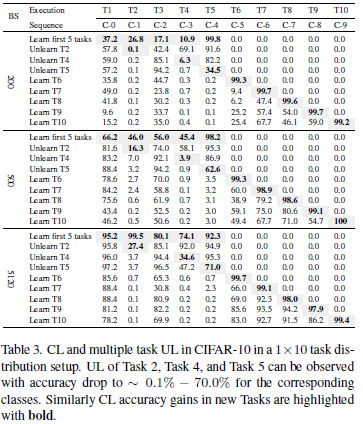 BS Execution T1 T2 T3 T4 T5 T6 T7 T8 T9 T10
Sequence C-0 C-1 C-2 C-3 C-4 C-5 C-6 C-7 C-8 C-9
200
Learn first 5 tasks 37.2 26.8 17.1 10.9 99.8 0.0 0.0 0.0 0.0 0.0
Unlearn T2 57.8 0.1 42.4 69.1 91.6 0.0 0.0 0.0 0.0 0.0
Unlearn T4 59.0 0.2 85.1 6.3 82.2 0.0 0.0 0.0 0.0 0.0
Unlearn T5 57.2 0.1 94.2 0.7 34.5 0.0 0.0 0.0 0.0 0.0
Learn T6 35.8 0.2 44.7 0.3 0.2 99.3 0.0 0.0 0.0 0.0
Learn T7 49.0 0.2 23.8 0.7 0.2 9.4 99.7 0.0 0.0 0.0
Learn T8 41.8 0.1 30.2 0.3 0.2 6.2 47.4 99.6 0.0 0.0
Learn T9 9.6 0.2 33.7 0.1 0.1 25.2 57.4 54.0 99.7 0.0
Learn T10 15.2 0.2 35.0 0.4 0.1 25.4 67.7 46.1 59.0 99.2
500
Learn first 5 tasks 66.2 46.0 56.0 45.4 98.2 0.0 0.0 0.0 0.0 0.0
Unlearn T2 81.6 16.3 74.0 58.1 95.3 0.0 0.0 0.0 0.0 0.0
Unlearn T4 83.2 7.0 92.1 3.9 86.9 0.0 0.0 0.0 0.0 0.0
Unlearn T5 88.4 3.2 94.2 0.9 62.6 0.0 0.0 0.0 0.0 0.0
Learn T6 78.6 2.7 70.0 0.9 3.5 99.3 0.0 0.0 0.0 0.0
Learn T7 84.2 2.4 58.8 0.1 3.2 60.0 98.9 0.0 0.0 0.0
Learn T8 75.6 0.6 61.9 0.7 3.1 38.9 79.2 98.6 0.0 0.0
Learn T9 43.4 0.2 52.5 0.2 3.0 59.1 75.0 80.6 99.1 0.0
Learn T10 46.2 0.5 50.6 0.2 3.0 49.4 67.7 71.0 54.7 100
5120
Learn first 5 tasks 95.2 99.5 80.1 74.1 92.3 0.0 0.0 0.0 0.0 0.0
Unlearn T2 95.8 27.4 85.1 92.0 94.9 0.0 0.0 0.0 0.0 0.0
Unlearn T4 96.0 3.7 94.4 34.6 95.3 0.0 0.0 0.0 0.0 0.0
Unlearn T5 97.2 3.7 96.5 47.2 71.0 0.0 0.0 0.0 0.0 0.0
Learn T6 85.6 0.7 65.3 0.6 0.7 99.7 0.0 0.0 0.0 0.0
Learn T7 88.4 0.1 30.8 0.4 2.3 66.0 99.1 0.0 0.0 0.0
Learn T8 88.4 0.1 80.9 0.2 0.2 69.0 92.3 98.0 0.0 0.0
Learn T9 81.2 0.1 82.2 0.2 0.2 85.6 93.5 94.2 97.9 0.0
Learn T10 78.2 0.1 69.9 0.2 0.2 83.0 92.7 91.5 86.2 99.4
Table 3. CL and multiple task UL in CIFAR-10 in a 1×10 task dis-
tribution setup. UL of Task 2, Task 4, and Task 5 can be observed
with accuracy drop to ∼ 0.1% − 70.0% for the corresponding
classes. Similarly CL accuracy gains in new Tasks are highlighted
with bold.